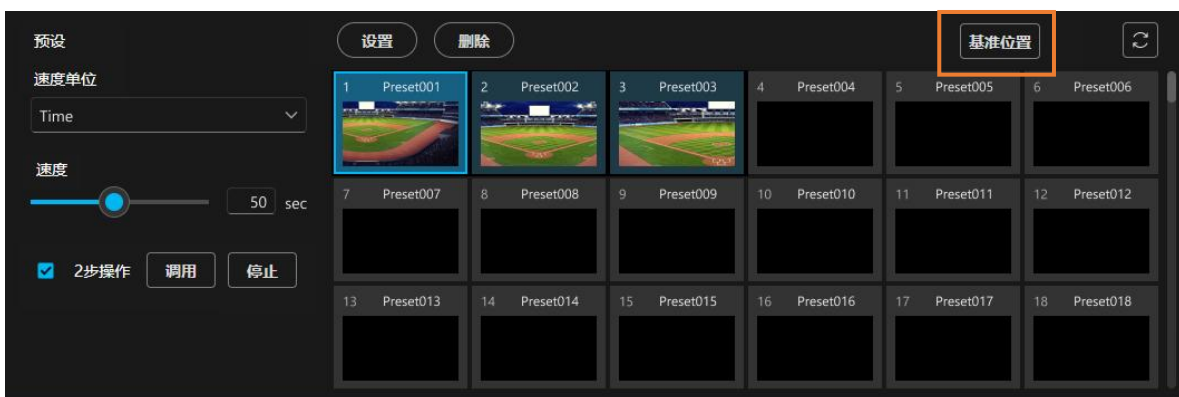 预设
设置
删除
基准位置
速度单位
Time
速度
50 sec
2步操作
调用
停止
1 Preset001
2 Preset002
3 Preset003
4 Preset004
5 Preset005
6 Preset006
7 Preset007
8 Preset008
9 Preset009
10 Preset010
11 Preset011
12 Preset012
13 Preset013
14 Preset014
15 Preset015
16 Preset016
17 Preset017
18 Preset018